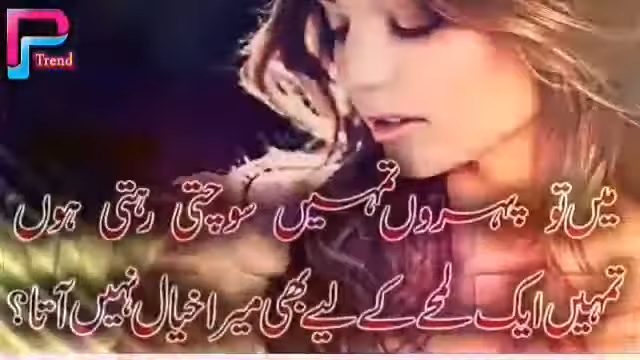 Trend
میں تو پہروں تمہیں سوچتی رہتی ہوں
تمہیں ایک لمحے کے لیے بھی میرا خیال نہیں آتا؟